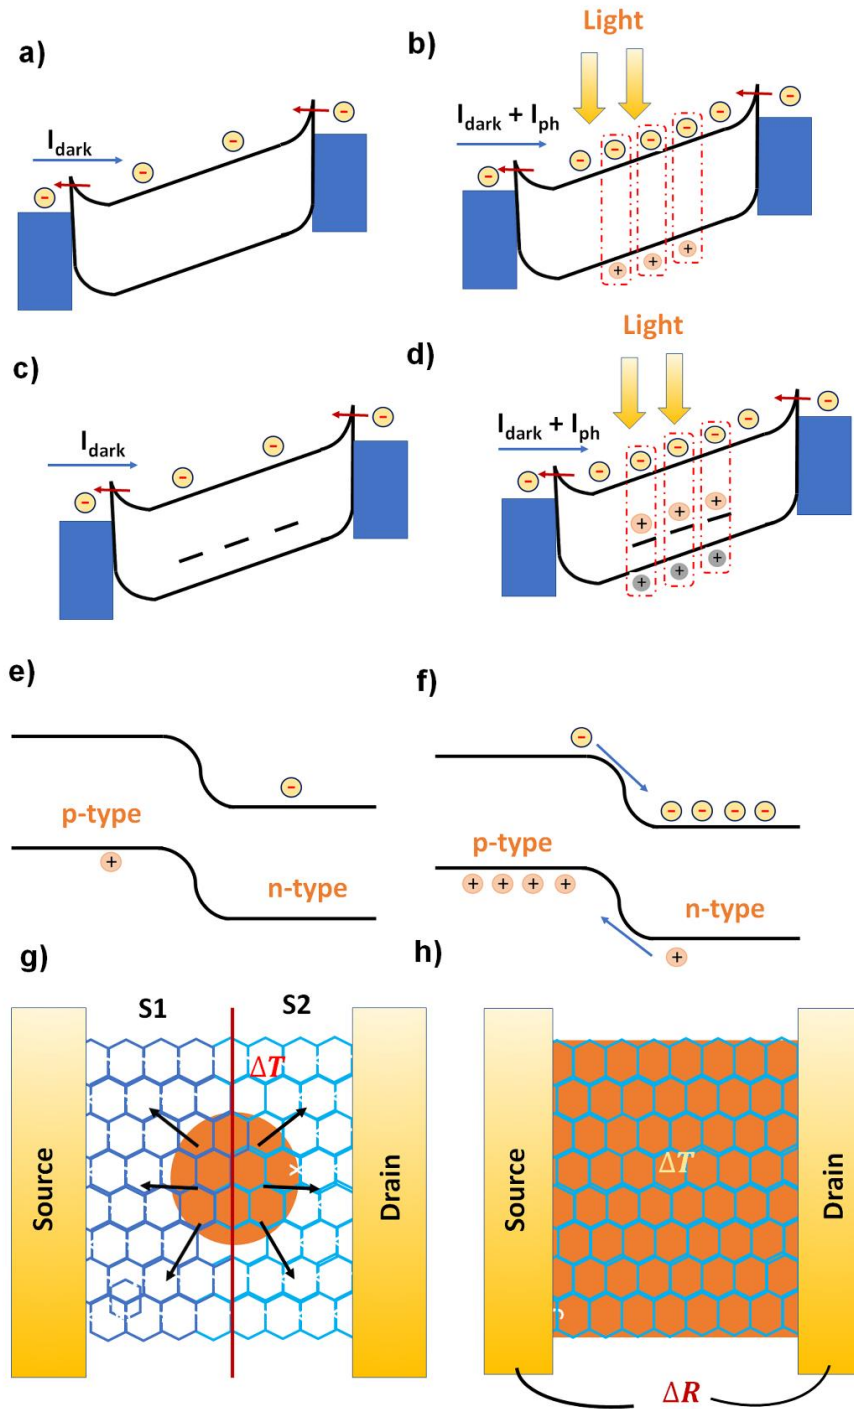 a)
I_dark
b)
Light
I_dark + I_ph
c)
I_dark
d)
Light
I_dark + I_ph
e)
p-type
n-type
f)
p-type
n-type
g)
S1
S2
ΔT
Source
Drain
h)
ΔT
Source
Drain
ΔR